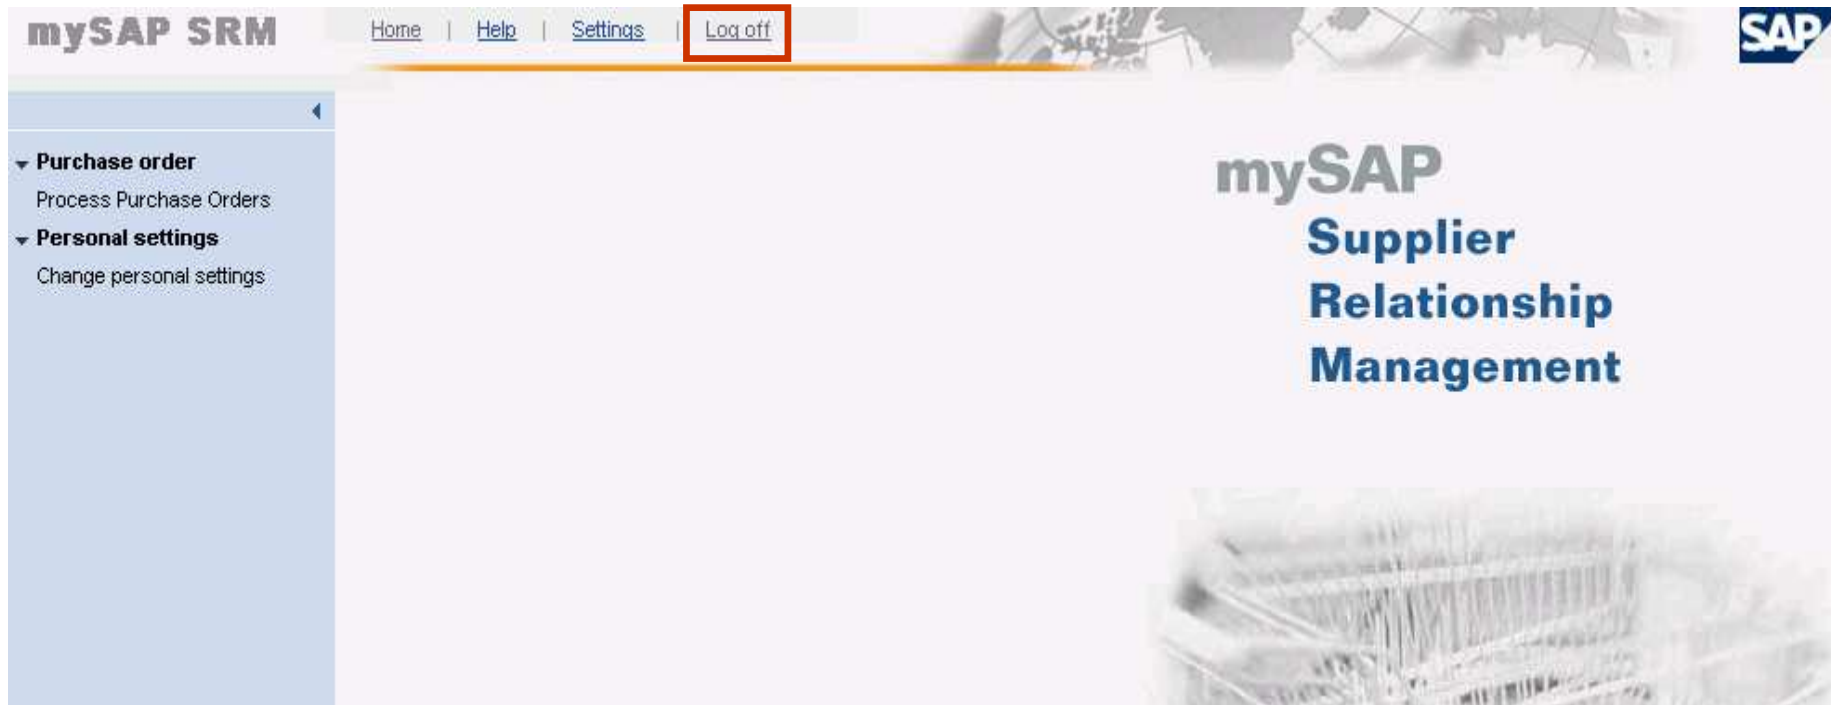 mySAP SRM
Home | Help | Settings | Log off
SAP
Purchase order
Process Purchase Orders
Personal settings
Change personal settings
mySAP
Supplier
Relationship
Management